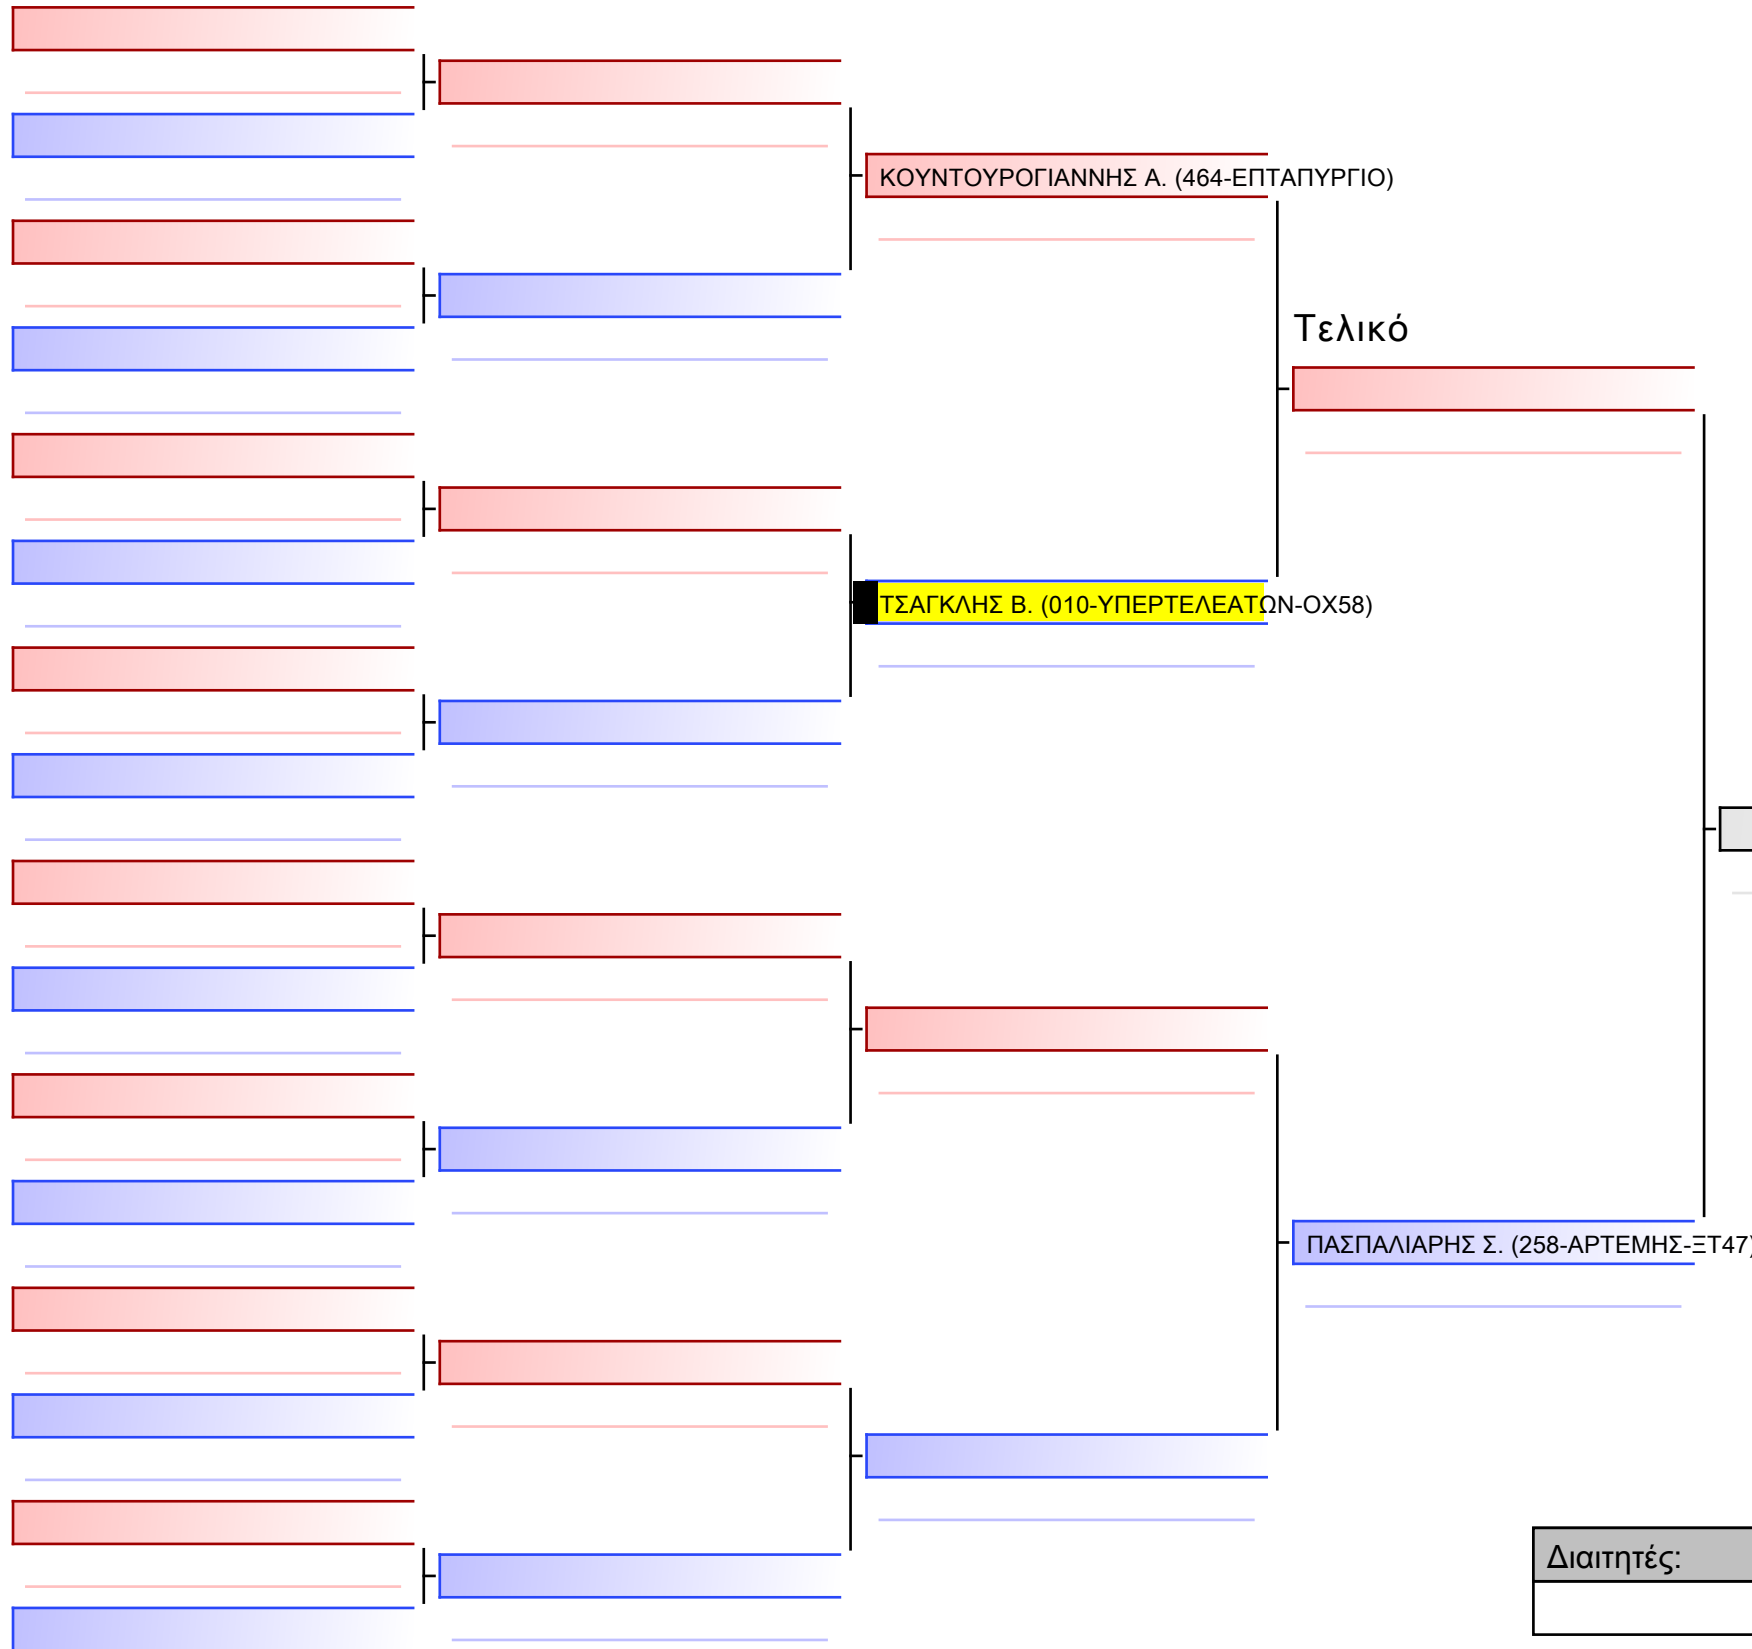 ΚΟΥΝΤΟΥΡΟΓΙΑΝΝΗΣ Α. (464-ΕΠΤΑΠΥΡΓΙΟ)
Τελικό
ΤΣΑΓΚΛΗΣ Β. (010-ΥΠΕΡΤΕΛΕΑΤΩΝ-ΟΧ58)
ΠΑΣΠΑΛΙΑΡΗΣ Σ. (258-ΑΡΤΕΜΗΣ-ΞΤ47)
Διαιτητές: